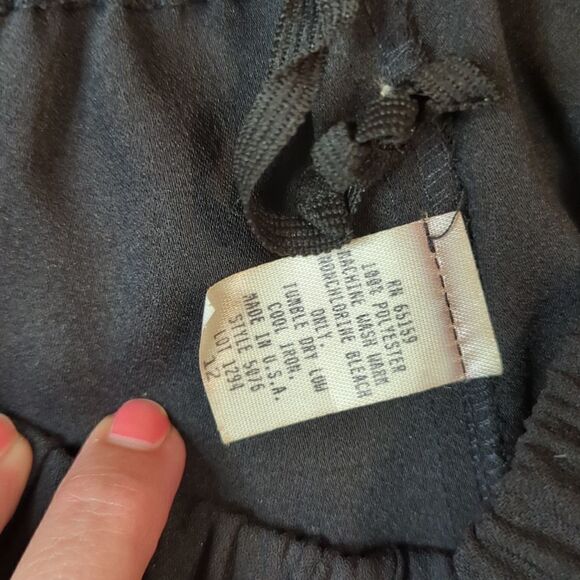 RN 65159
100% POLYESTER
MACHINE WASH WARM
NONCHLORINE BLEACH
ONLY.
TUMBLE DRY LOW
COOL IRON.
MADE IN U.S.A.
STYLE 5076
LOT 1294
12